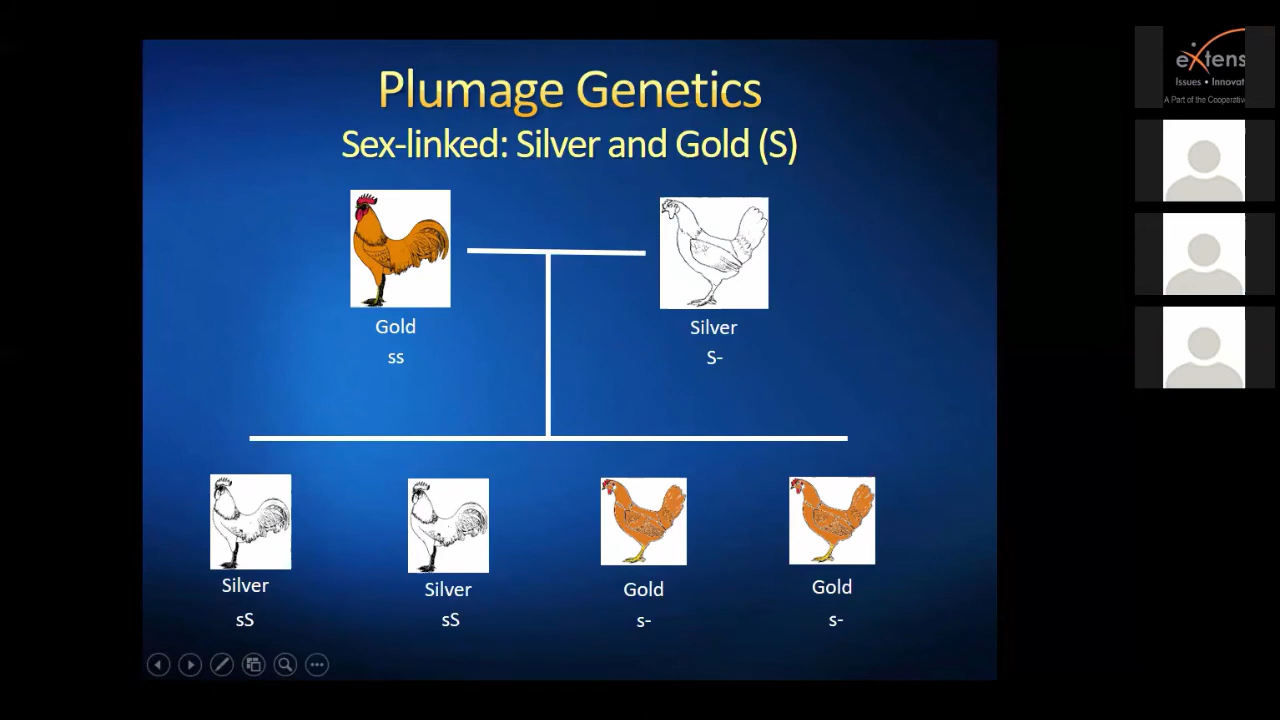 Plumage Genetics
Sex-linked: Silver and Gold (S)
Gold
ss
Silver
S-
Silver
sS
Silver
sS
Gold
s-
Gold
s-
eXtens
Issues • Innovat
A Part of the Cooperativ